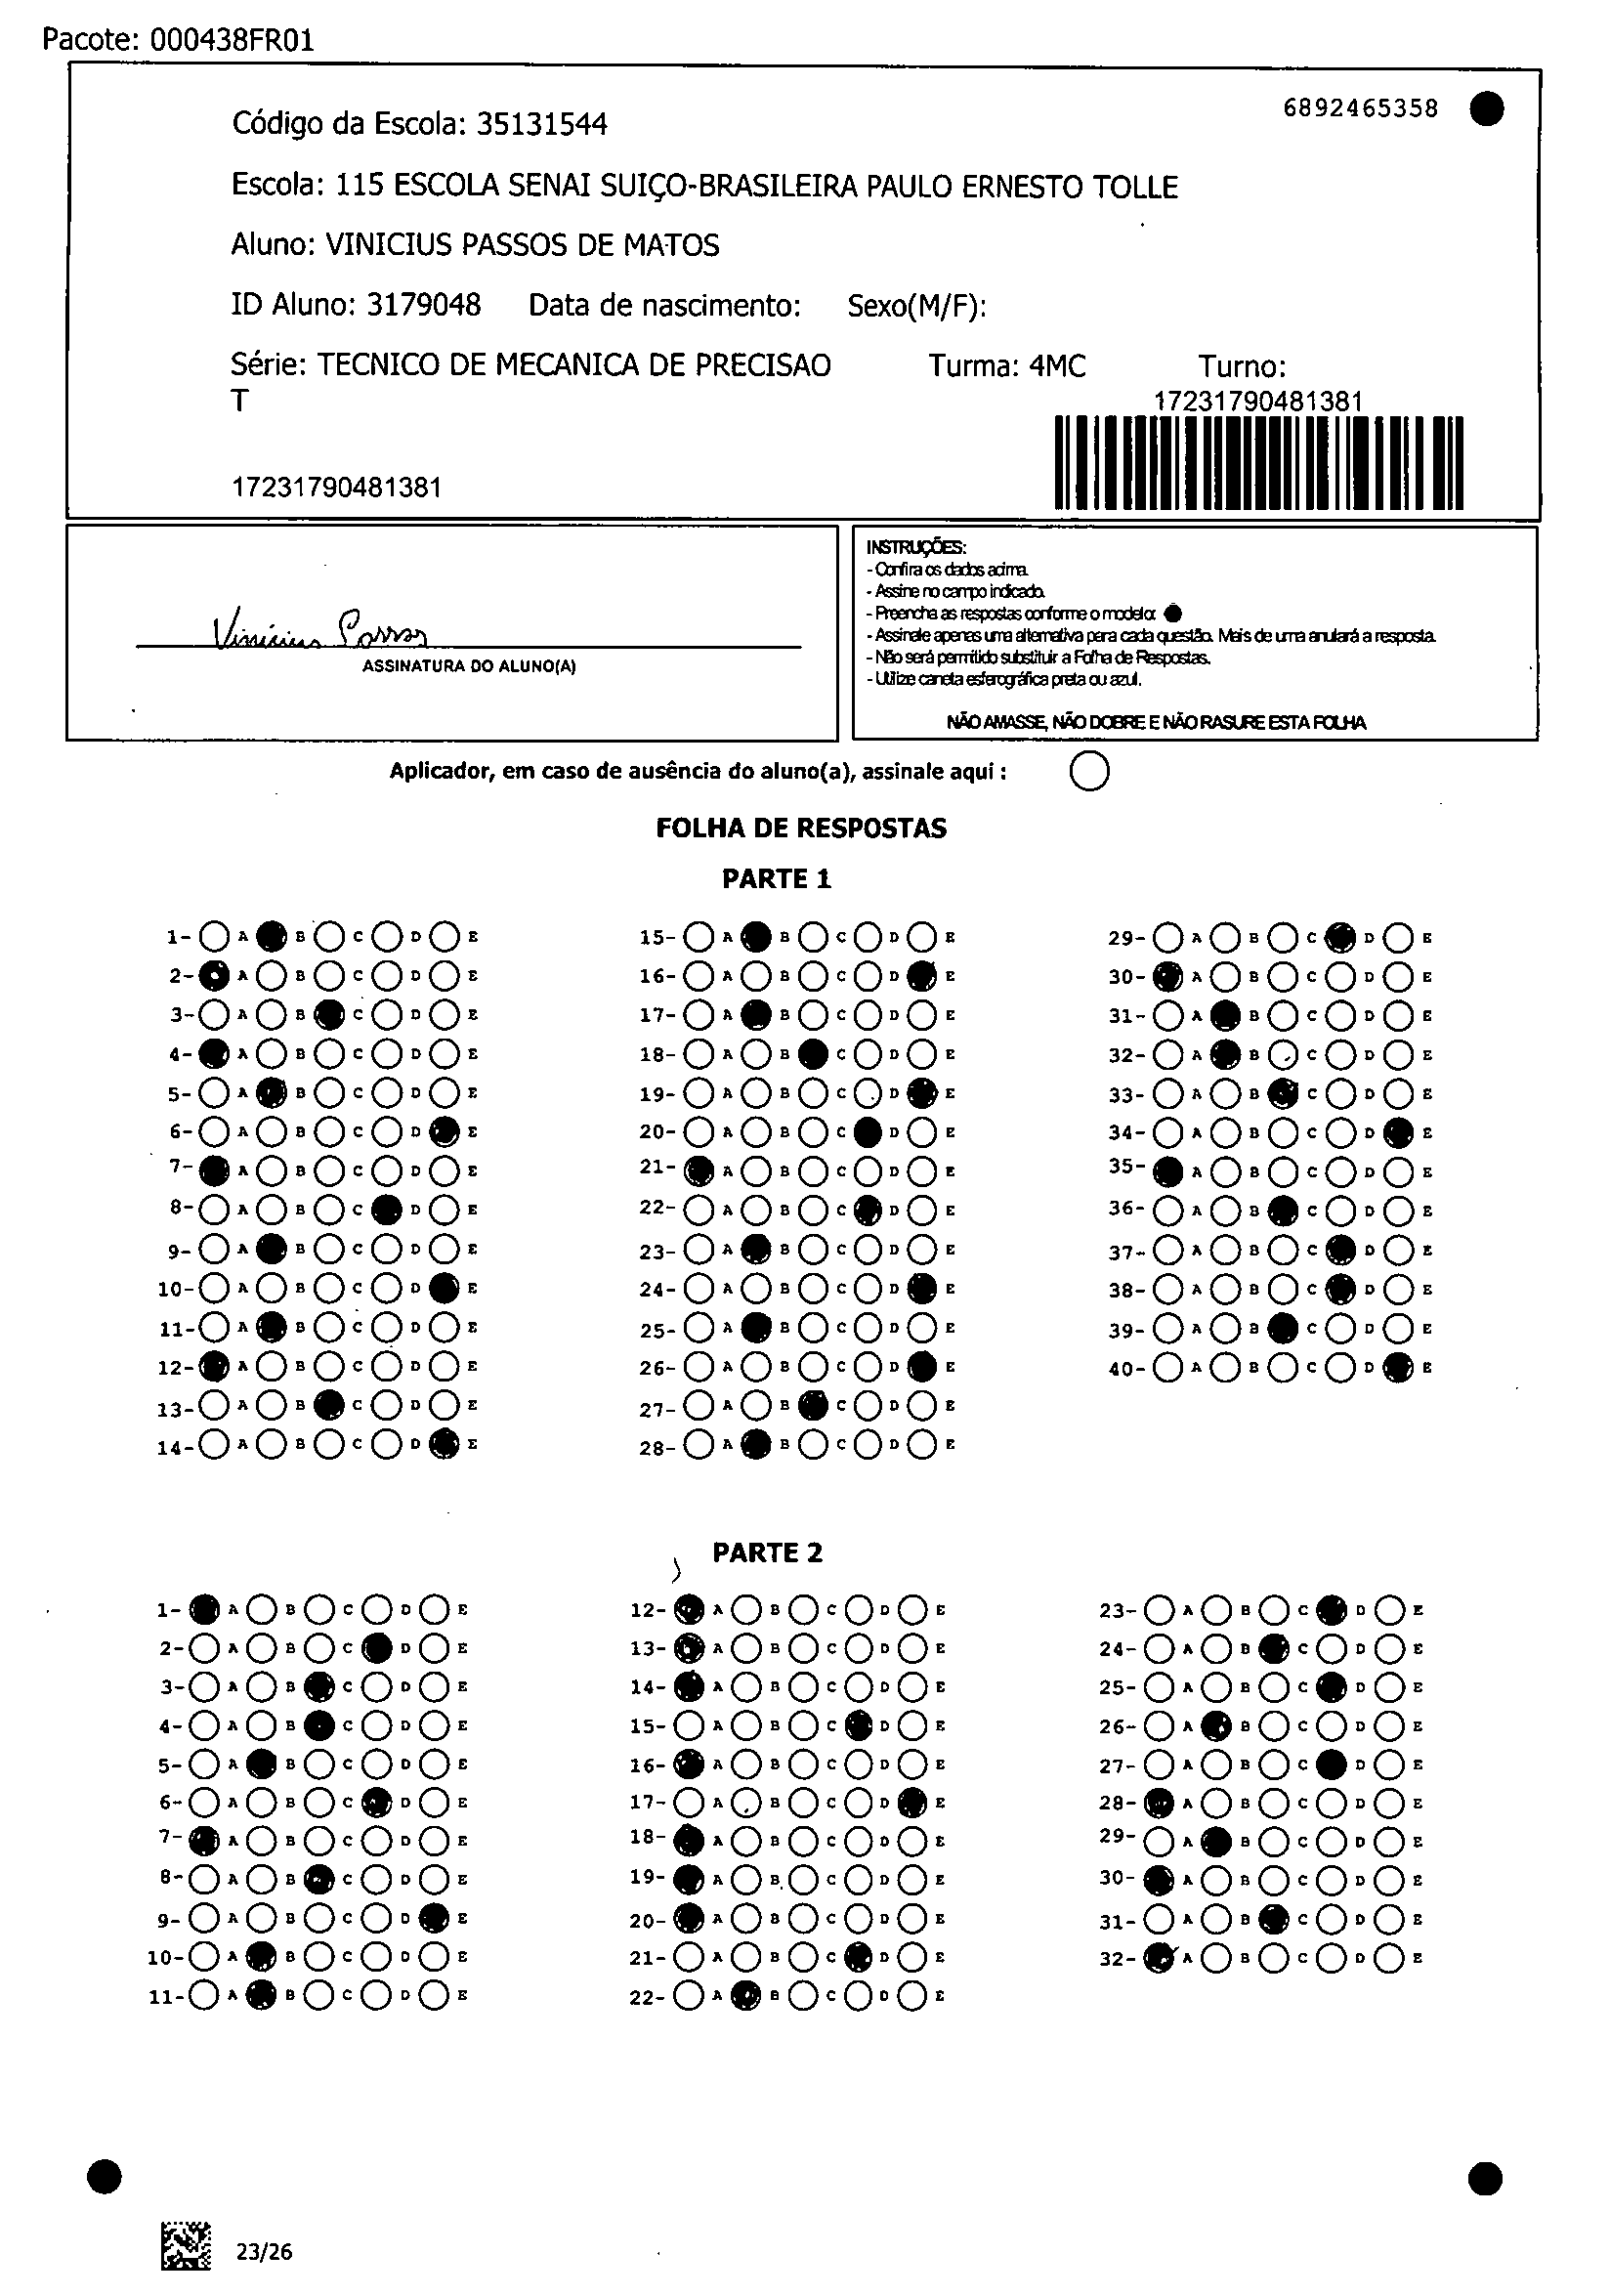 Pacote: 000438FR01
6892465358
Código da Escola: 35131544
Escola: 115 ESCOLA SENAI SUIÇO-BRASILEIRA PAULO ERNESTO TOLLE
Aluno: VINICIUS PASSOS DE MATOS
ID Aluno: 3179048 Data de nascimento: Sexo(M/F):
Série: TECNICO DE MECANICA DE PRECISAO Turma: 4MC Turno:
T
17231790481381
17231790481381
Vinicius Passos
ASSINATURA DO ALUNO(A)
INSTRUÇÕES:
- Confira os dados acima.
- Assine no campo indicado.
- Preencha as respostas conforme o modelo:
- Assinale apenas uma alternativa para cada questão. Mais de uma anulará a resposta.
- Não será permitido substituir a Folha de Respostas.
- Utilize caneta esferográfica preta ou azul.
NÃO AMASSE, NÃO DOBRE E NÃO RASURE ESTA FOLHA
Aplicador, em caso de ausência do aluno(a), assinale aqui :
FOLHA DE RESPOSTAS
PARTE 1
1- A B C D E 15- A B C D E 29- A B C D E
2- A B C D E 16- A B C D E 30- A B C D E
3- A B C D E 17- A B C D E 31- A B C D E
4- A B C D E 18- A B C D E 32- A B C D E
5- A B C D E 19- A B C D E 33- A B C D E
6- A B C D E 20- A B C D E 34- A B C D E
7- A B C D E 21- A B C D E 35- A B C D E
8- A B C D E 22- A B C D E 36- A B C D E
9- A B C D E 23- A B C D E 37- A B C D E
10- A B C D E 24- A B C D E 38- A B C D E
11- A B C D E 25- A B C D E 39- A B C D E
12- A B C D E 26- A B C D E 40- A B C D E
13- A B C D E 27- A B C D E
14- A B C D E 28- A B C D E
PARTE 2
1- A B C D E 12- A B C D E 23- A B C D E
2- A B C D E 13- A B C D E 24- A B C D E
3- A B C D E 14- A B C D E 25- A B C D E
4- A B C D E 15- A B C D E 26- A B C D E
5- A B C D E 16- A B C D E 27- A B C D E
6- A B C D E 17- A B C D E 28- A B C D E
7- A B C D E 18- A B C D E 29- A B C D E
8- A B C D E 19- A B C D E 30- A B C D E
9- A B C D E 20- A B C D E 31- A B C D E
10- A B C D E 21- A B C D E 32- A B C D E
11- A B C D E 22- A B C D E
23/26